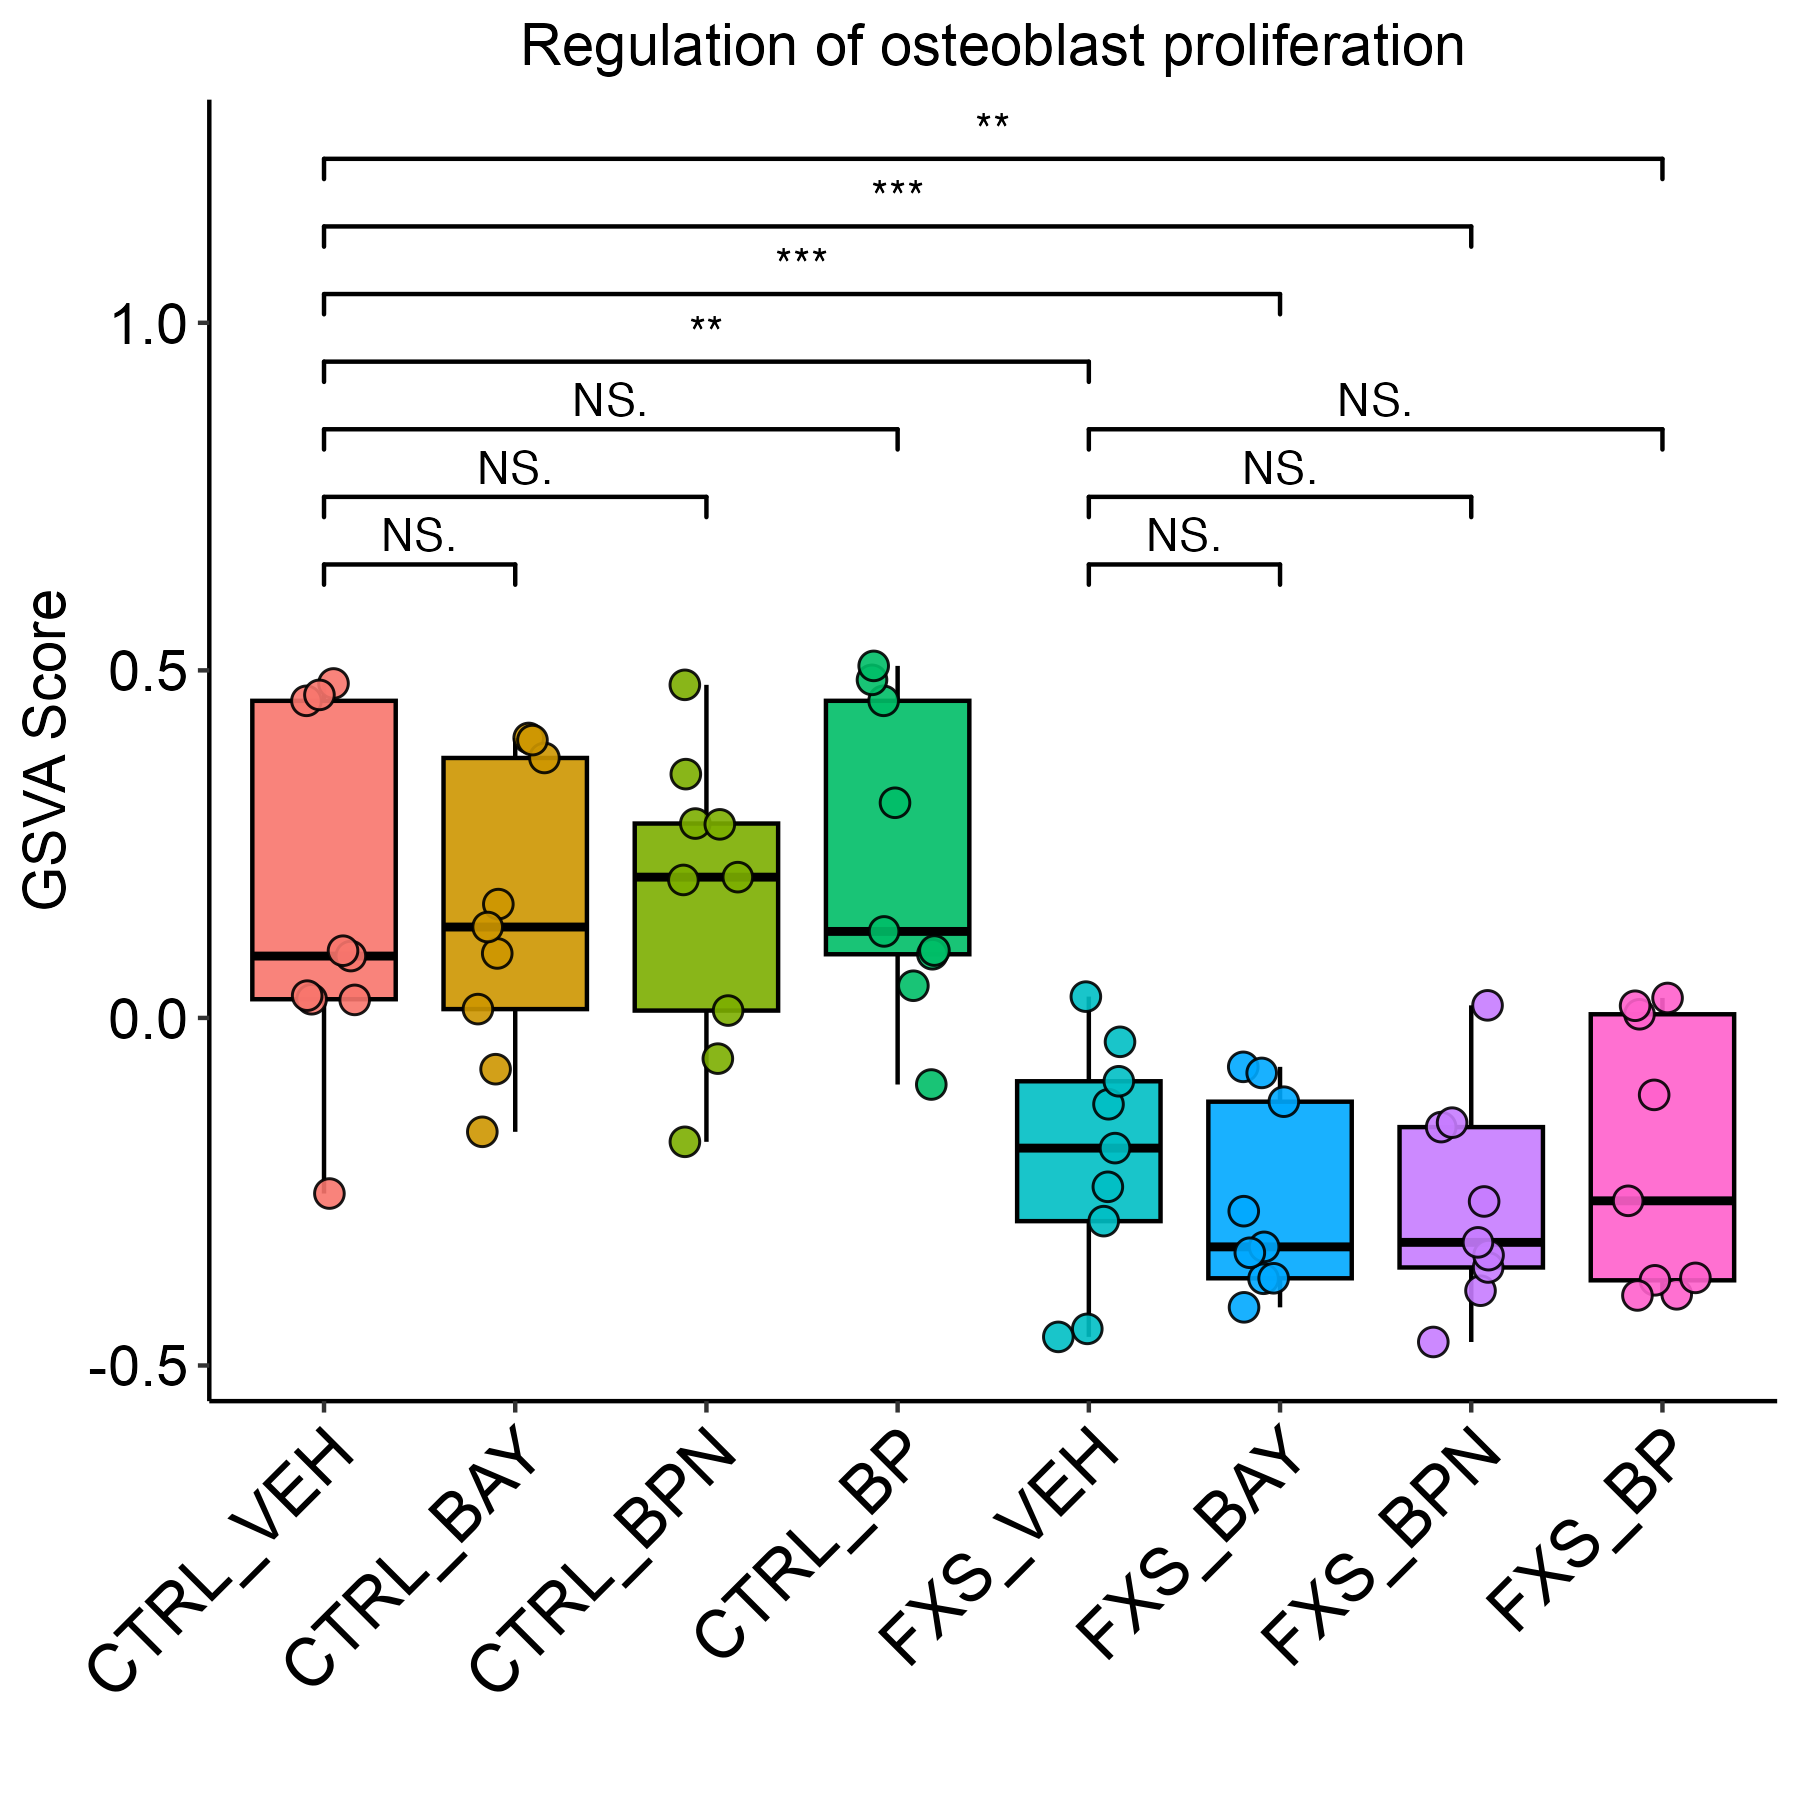 Regulation of osteoblast proliferation
**
***
***
**
NS.
NS.
NS.
NS.
NS.
NS.
GSVA Score
1.0
0.5
0.0
-0.5
CTRL_VEH
CTRL_BAY
CTRL_BPN
CTRL_BP
FXS_VEH
FXS_BAY
FXS_BPN
FXS_BP